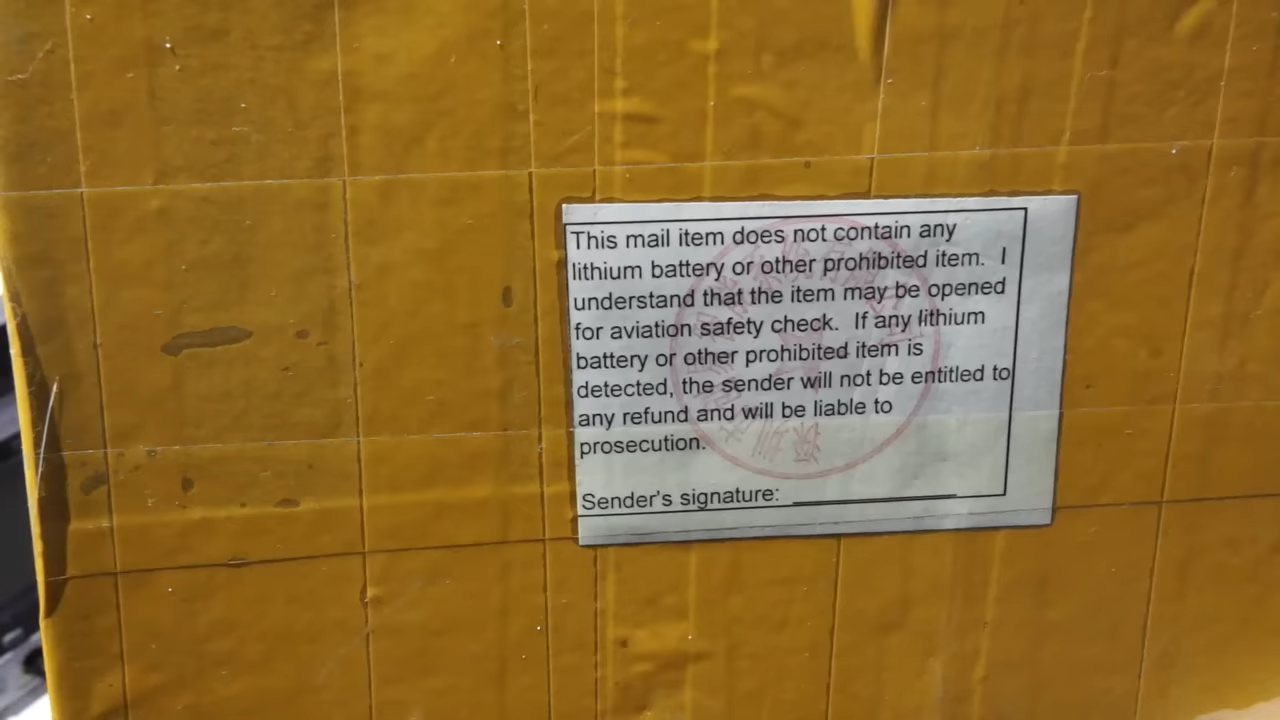 This mail item does not contain any
lithium battery or other prohibited item. I
understand that the item may be opened
for aviation safety check. If any lithium
battery or other prohibited item is
detected, the sender will not be entitled to
any refund and will be liable to
prosecution.
Sender's signature: